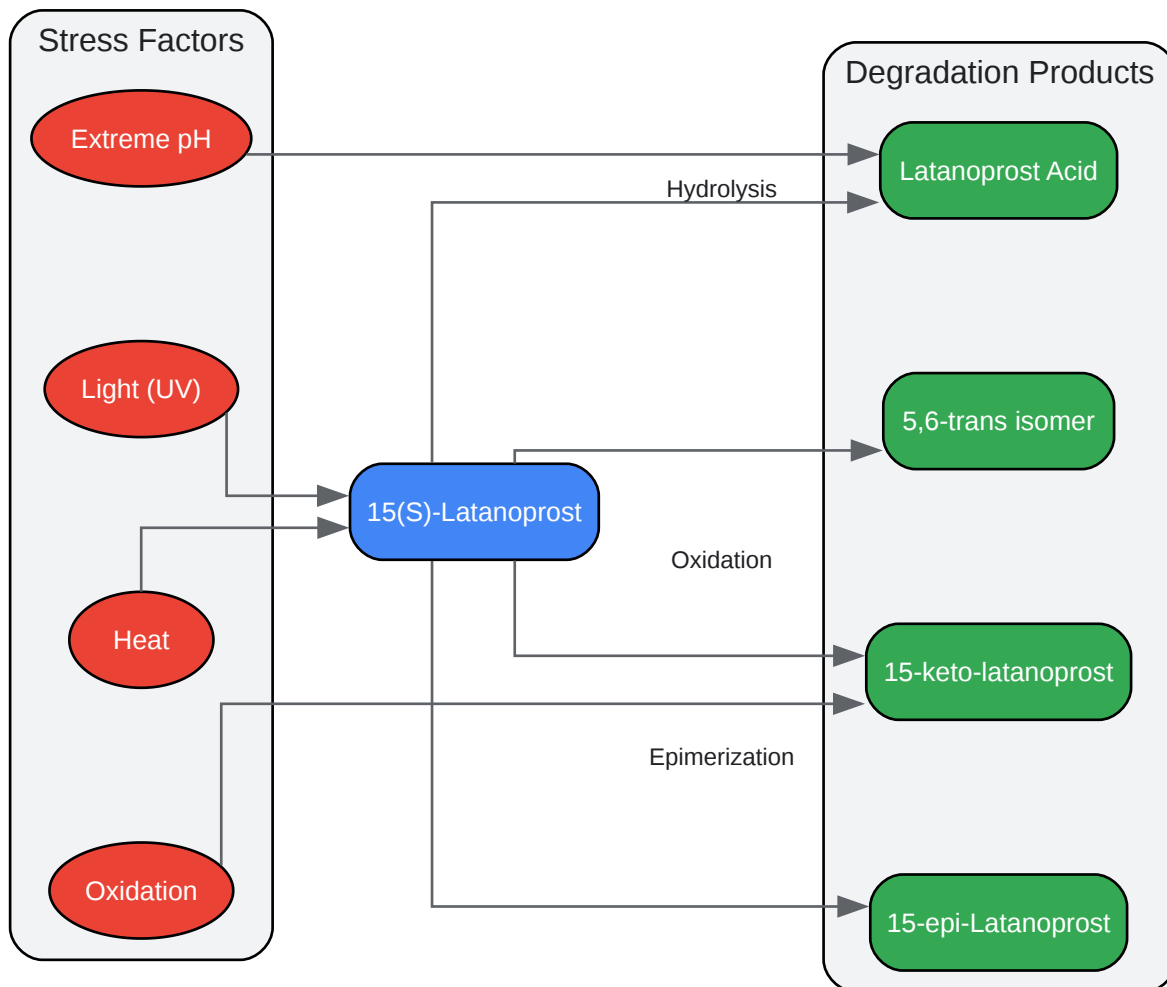 Stress Factors
Degradation Products
Extreme pH
Latanoprost Acid
Hydrolysis
Light (UV)
5,6-trans isomer
15(S)-Latanoprost
Oxidation
Heat
15-keto-latanoprost
Epimerization
Oxidation
15-epi-Latanoprost